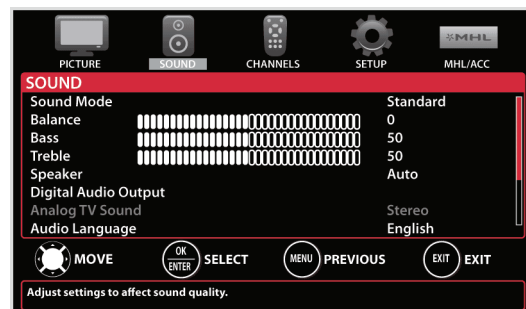 MHL
PICTURE SOUND CHANNELS SETUP MHL/ACC
SOUND
Sound Mode Standard
Balance 0
Bass 50
Treble 50
Speaker Auto
Digital Audio Output
Analog TV Sound Stereo
Audio Language English
MOVE OK ENTER SELECT MENU PREVIOUS EXIT EXIT
Adjust settings to affect sound quality.